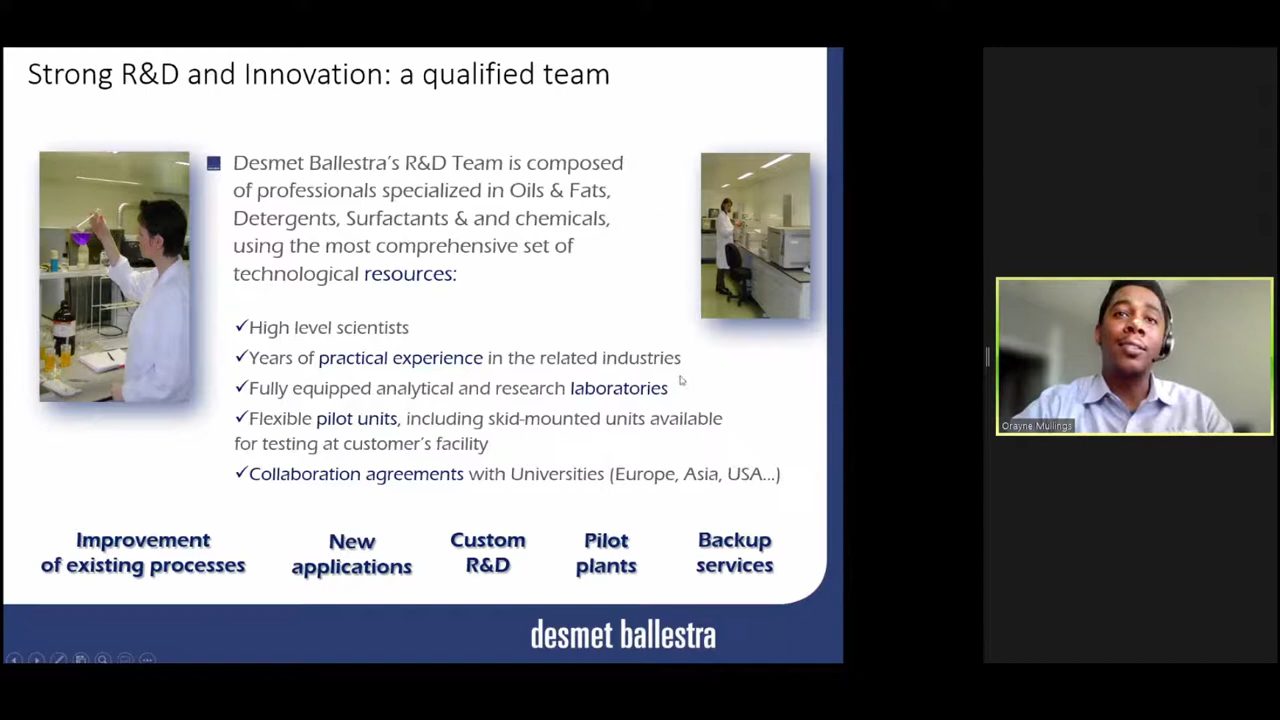 Strong R&D and Innovation: a qualified team
Desmet Ballestra's R&D Team is composed
of professionals specialized in Oils & Fats,
Detergents, Surfactants & and chemicals,
using the most comprehensive set of
technological resources:
✓High level scientists
✓Years of practical experience in the related industries
✓Fully equipped analytical and research laboratories
✓Flexible pilot units, including skid-mounted units available
for testing at customer's facility
✓Collaboration agreements with Universities (Europe, Asia, USA...)
Improvement
of existing processes
New
applications
Custom
R&D
Pilot
plants
Backup
services
desmet ballestra
Orayne Mullings